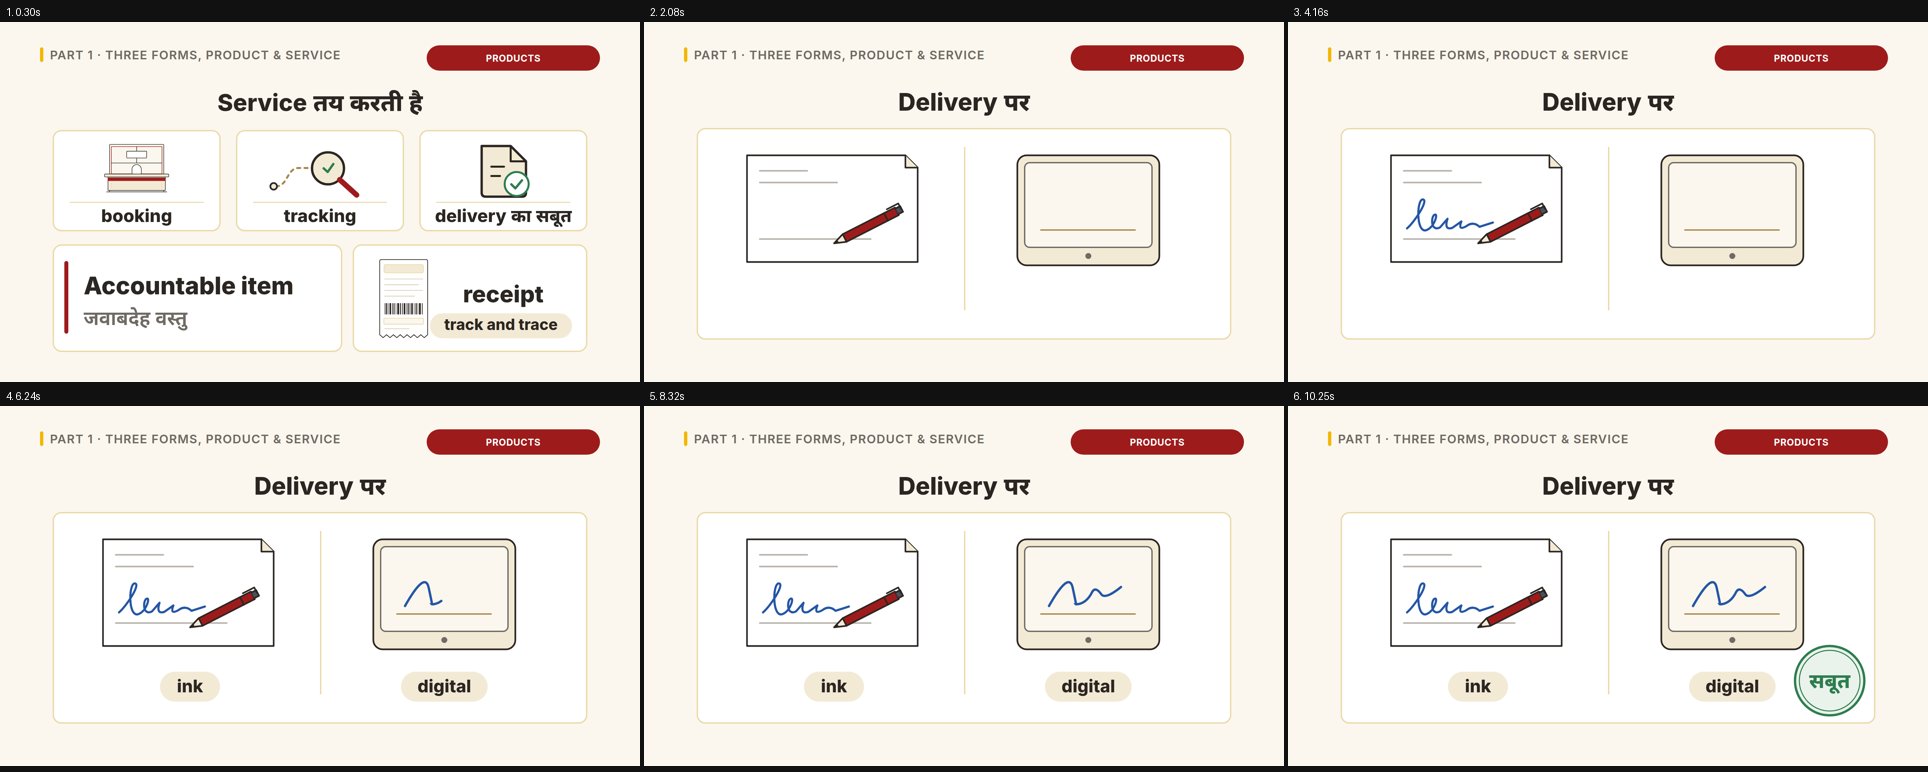 1. 0.30s
PART 1 · THREE FORMS, PRODUCT & SERVICE
PRODUCTS
Service तय करती है
booking
tracking
delivery का सबूत
Accountable item
जवाबदेह वस्तु
receipt
track and trace
2. 2.08s
PART 1 · THREE FORMS, PRODUCT & SERVICE
PRODUCTS
Delivery पर
3. 4.16s
PART 1 · THREE FORMS, PRODUCT & SERVICE
PRODUCTS
Delivery पर
4. 6.24s
PART 1 · THREE FORMS, PRODUCT & SERVICE
PRODUCTS
Delivery पर
ink
digital
5. 8.32s
PART 1 · THREE FORMS, PRODUCT & SERVICE
PRODUCTS
Delivery पर
ink
digital
6. 10.25s
PART 1 · THREE FORMS, PRODUCT & SERVICE
PRODUCTS
Delivery पर
ink
digital
सबूत